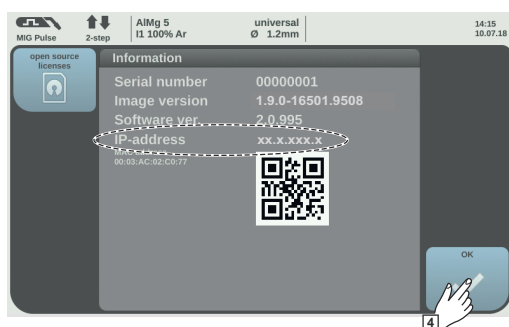 MIG Pulse
2-step
AlMg 5
I1 100% Ar
universal
Ø 1.2mm
14:15
10.07.18
open source
licenses
Information
Serial number 00000001
Image version 1.9.0-16501.9508
Software ver. 2.0.995
IP-address xx.x.xxx.x
00:03:AC:02:C0:77
OK
4